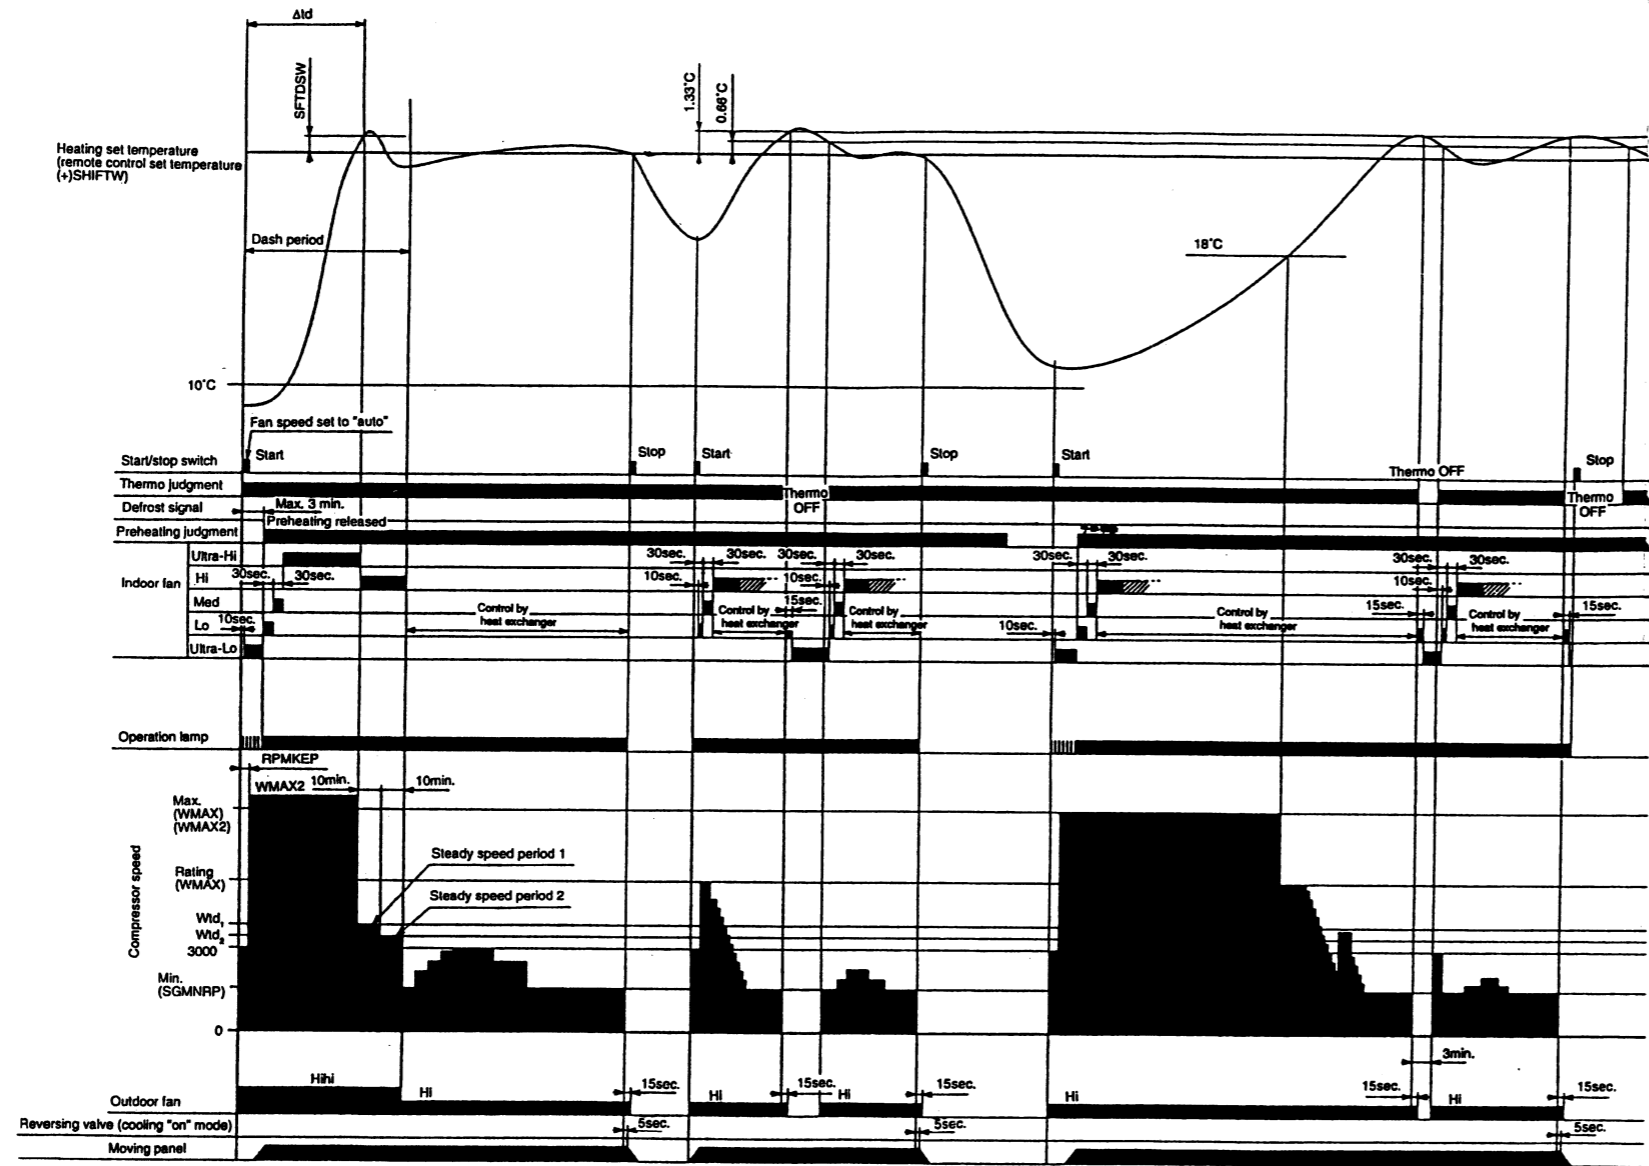 Δtd
SFTDSW
1.33°C
0.66°C
Heating set temperature
(remote control set temperature
(+)SHIFTW)
Dash period
18°C
10°C
Fan speed set to "auto"
Start/stop switch
Start
Stop
Start
Stop
Start
Stop
Thermo judgment
Thermo
OFF
Thermo OFF
Thermo
OFF
Defrost signal
Max. 3 min.
Preheating judgment
Preheating released
Indoor fan
Ultra-Hi
30sec.
30sec.
30sec.
30sec.
30sec.
30sec.
30sec.
30sec.
Hi
30sec.
30sec.
10sec.
10sec.
10sec.
Med
15sec.
15sec.
15sec.
Control by
heat exchanger
Control by
heat exchanger
Control by
heat exchanger
Control by
heat exchanger
Control by
heat exchanger
Lo
10sec.
10sec.
Ultra-Lo
Operation lamp
RPMKEP
WMAX2
10min.
10min.
Compressor speed
Max.
(WMAX)
(WMAX2)
Steady speed period 1
Rating
(WMAX)
Steady speed period 2
Wtd1
Wtd2
3000
Min.
(SGMNRP)
0
3min.
Outdoor fan
Hihi
Hi
15sec.
Hi
15sec.
Hi
15sec.
Hi
15sec.
Hi
15sec.
Reversing valve (cooling "on" mode)
5sec.
5sec.
5sec.
Moving panel